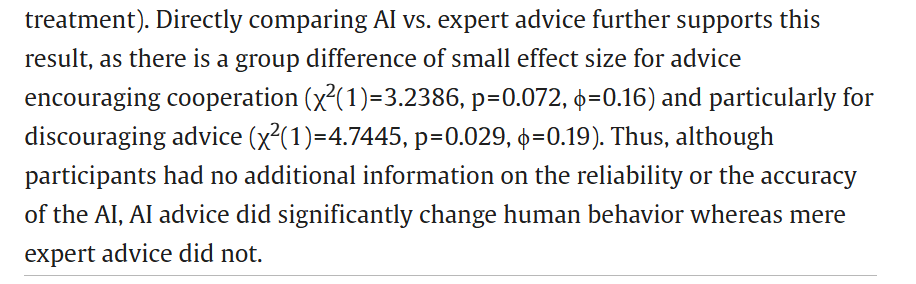 treatment). Directly comparing AI vs. expert advice further supports this
result, as there is a group difference of small effect size for advice
encouraging cooperation (χ²(1)=3.2386, p=0.072, ϕ=0.16) and particularly for
discouraging advice (χ²(1)=4.7445, p=0.029, ϕ=0.19). Thus, although
participants had no additional information on the reliability or the accuracy
of the AI, AI advice did significantly change human behavior whereas mere
expert advice did not.